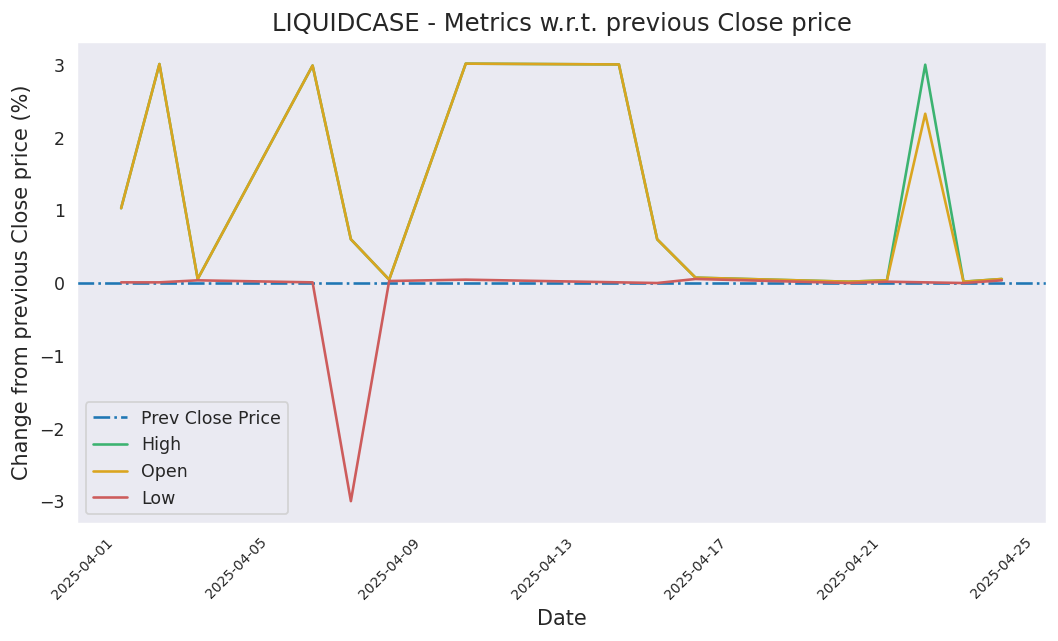 LIQUIDCASE - Metrics w.r.t. previous Close price
Change from previous Close price (%)
3
2
1
0
−1
−2
−3
Prev Close Price
High
Open
Low
2025-04-01
2025-04-05
2025-04-09
2025-04-13
2025-04-17
2025-04-21
2025-04-25
Date